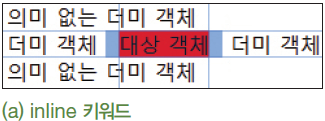 의미 없는 더미 객체
더미 객체 대상 객체 더미 객체
의미 없는 더미 객체
(a) inline 키워드